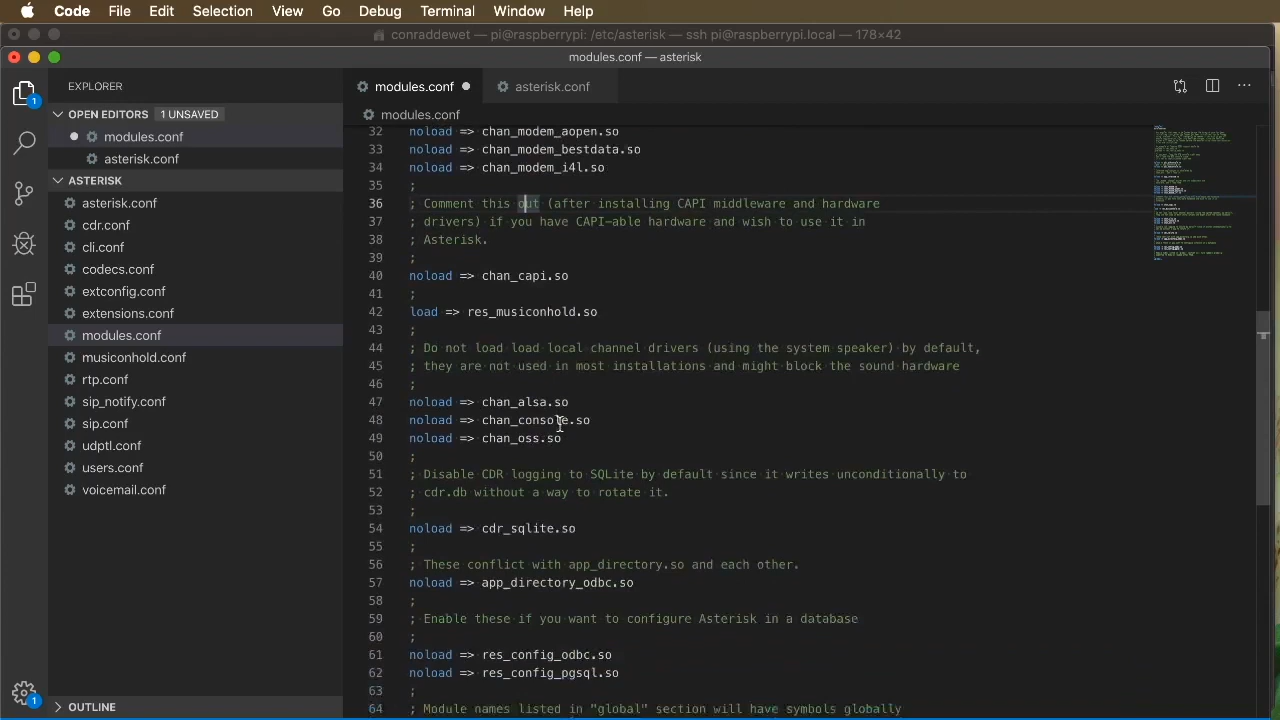 Code File Edit Selection View Go Debug Terminal Window Help
conraddewet — pi@raspberrypi: /etc/asterisk — ssh pi@raspberrypi.local — 178×42
modules.conf — asterisk
EXPLORER
modules.conf
asterisk.conf
OPEN EDITORS
1 UNSAVED
modules.conf
modules.conf
asterisk.conf
ASTERISK
asterisk.conf
cdr.conf
cli.conf
codecs.conf
extconfig.conf
extensions.conf
modules.conf
musiconhold.conf
rtp.conf
sip_notify.conf
sip.conf
udptl.conf
users.conf
voicemail.conf
OUTLINE
1
1
32 noload => chan_modem_aopen.so
33 noload => chan_modem_bestdata.so
34 noload => chan_modem_i4l.so
35 ;
36 ; Comment this out (after installing CAPI middleware and hardware
37 ; drivers) if you have CAPI-able hardware and wish to use it in
38 ; Asterisk.
39 ;
40 noload => chan_capi.so
41 ;
42 load => res_musiconhold.so
43 ;
44 ; Do not load load local channel drivers (using the system speaker) by default,
45 ; they are not used in most installations and might block the sound hardware
46 ;
47 noload => chan_alsa.so
48 noload => chan_console.so
49 noload => chan_oss.so
50 ;
51 ; Disable CDR logging to SQLite by default since it writes unconditionally to
52 ; cdr.db without a way to rotate it.
53 ;
54 noload => cdr_sqlite.so
55 ;
56 ; These conflict with app_directory.so and each other.
57 noload => app_directory_odbc.so
58 ;
59 ; Enable these if you want to configure Asterisk in a database
60 ;
61 noload => res_config_odbc.so
62 noload => res_config_pgsql.so
63 ;
64 ; Module names listed in "global" section will have symbols globally